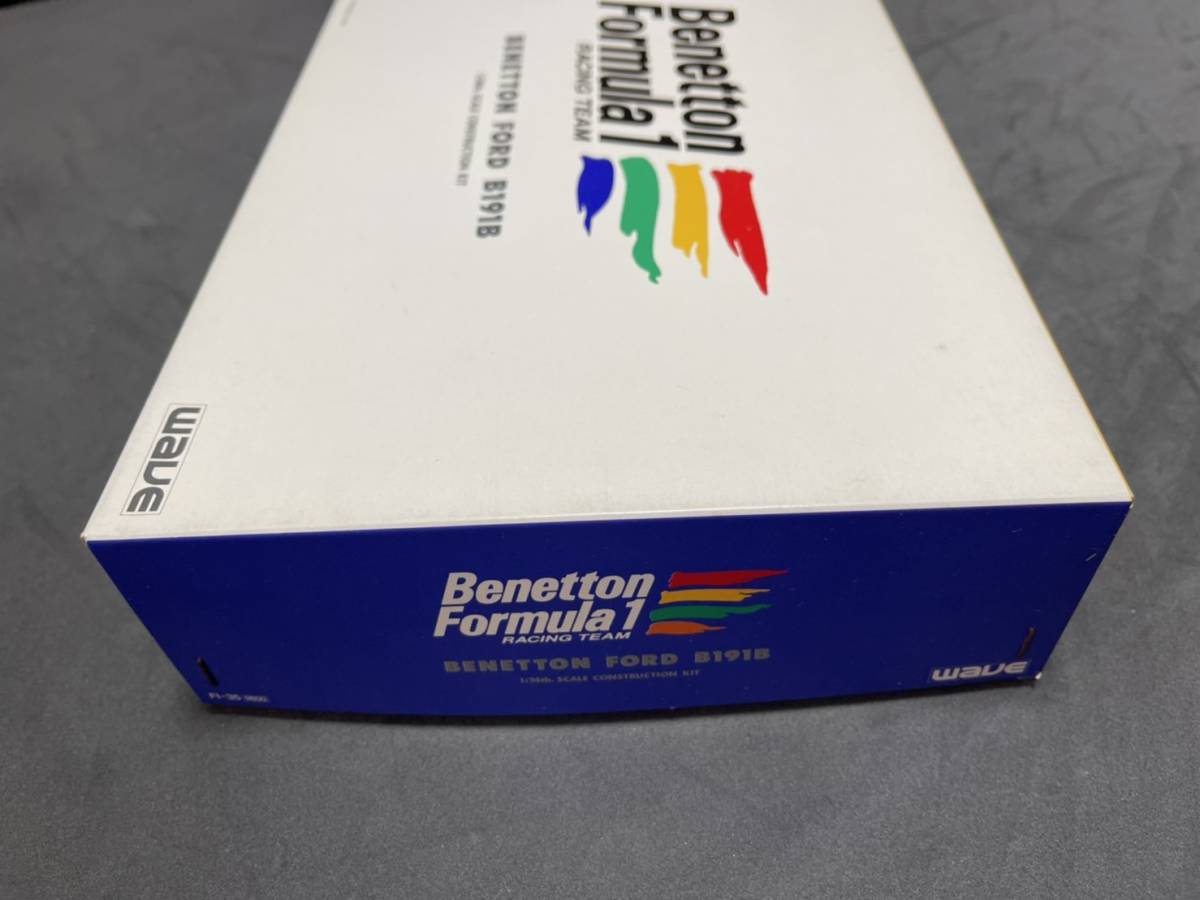 Benetton
Formula 1
RACING TEAM
BENETTON FORD B191B
wave
Benetton
Formula 1
RACING TEAM
BENETTON FORD B191B
1/24th. SCALE CONSTRUCTION KIT
wave